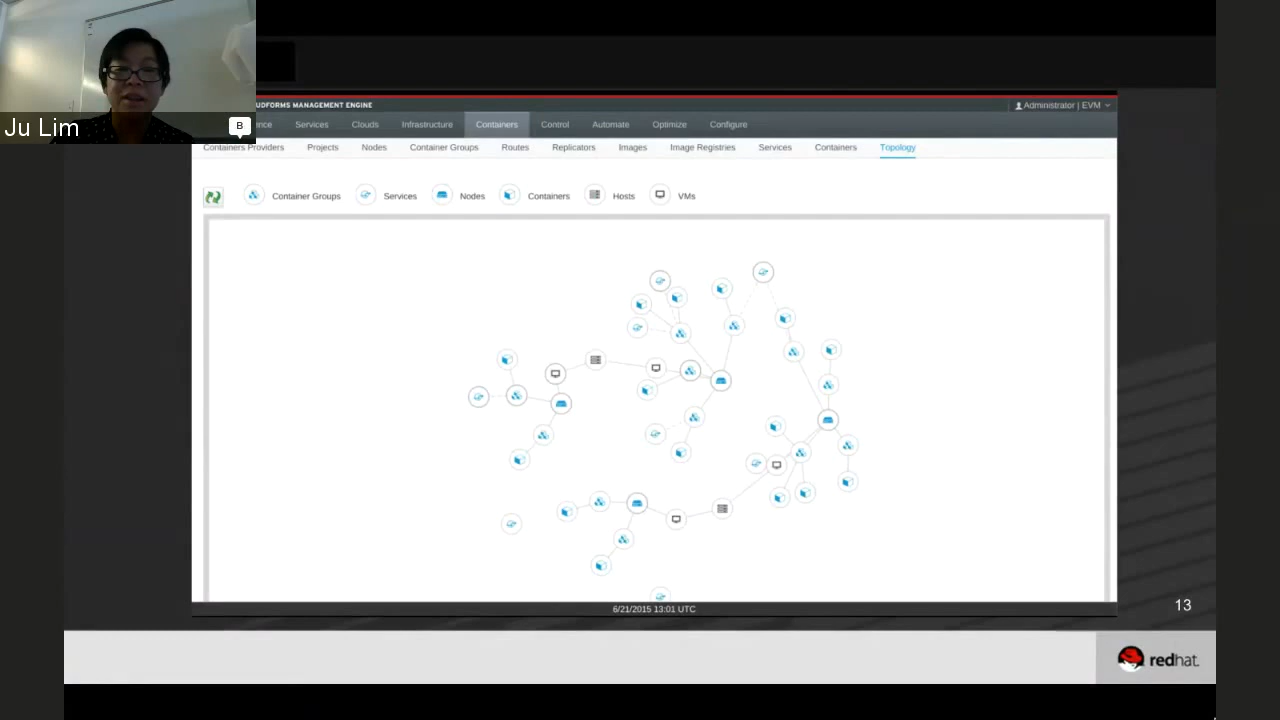 Ju Lim
B
UDFORMS MANAGEMENT ENGINE
Administrator | EVM
ence Services Clouds Infrastructure Containers Control Automate Optimize Configure
Containers Providers Projects Nodes Container Groups Routes Replicators Images Image Registries Services Containers Topology
Container Groups Services Nodes Containers Hosts VMs
6/21/2015 13:01 UTC
13
redhat.